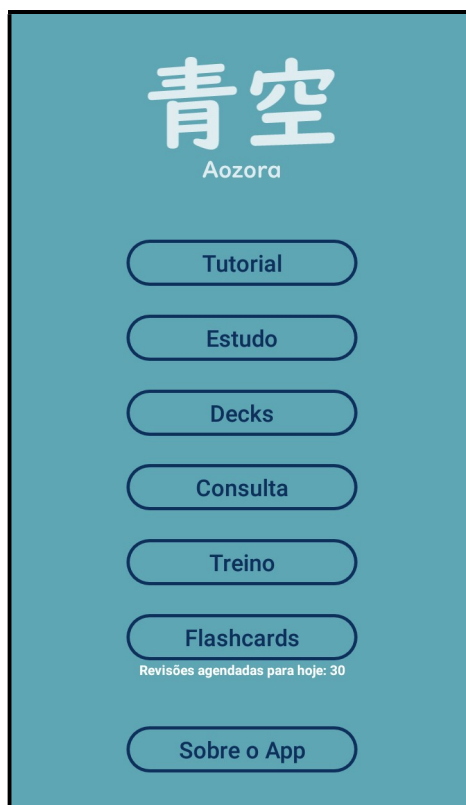 青空
Aozora
Tutorial
Estudo
Decks
Consulta
Treino
Flashcards
Revisões agendadas para hoje: 30
Sobre o App